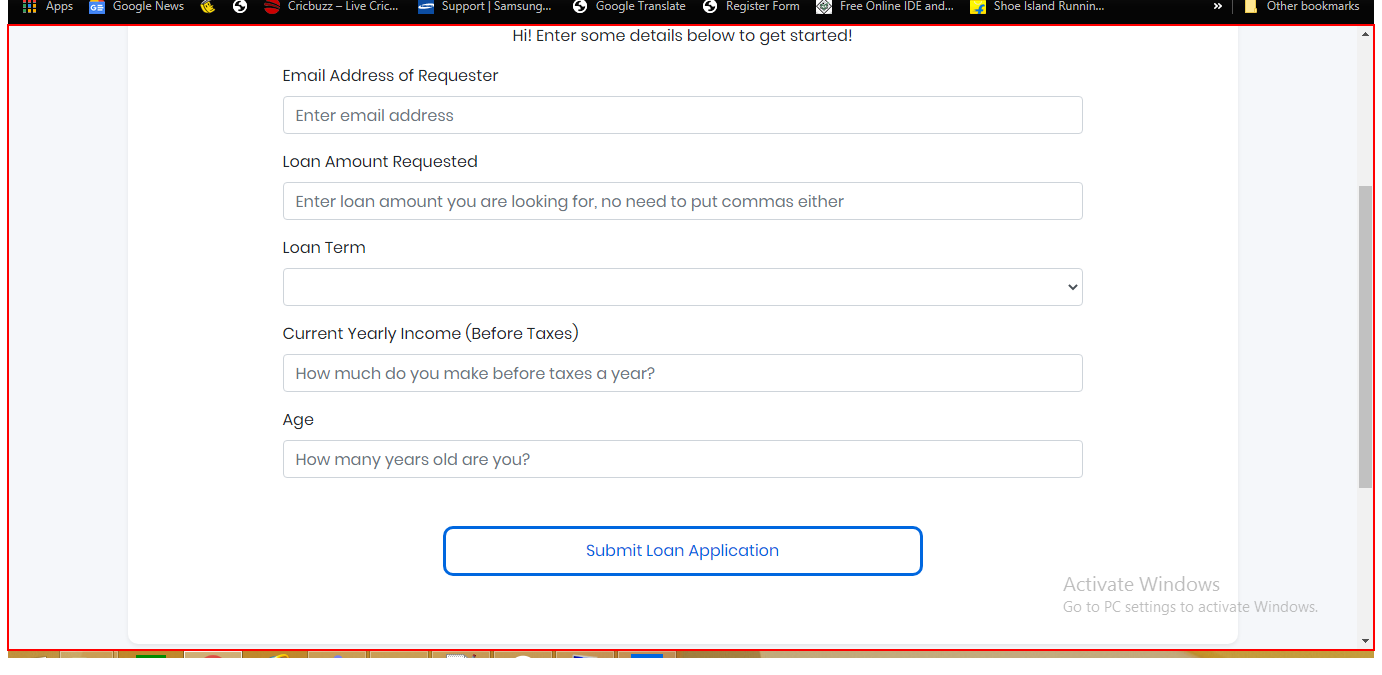 Apps Google News Cricbuzz – Live Cric... Support | Samsung... Google Translate Register Form Free Online IDE and... Shoe Island Runnin... » Other bookmarks
Hi! Enter some details below to get started!
Email Address of Requester
Enter email address
Loan Amount Requested
Enter loan amount you are looking for, no need to put commas either
Loan Term
Current Yearly Income (Before Taxes)
How much do you make before taxes a year?
Age
How many years old are you?
Submit Loan Application
Activate Windows
Go to PC settings to activate Windows.